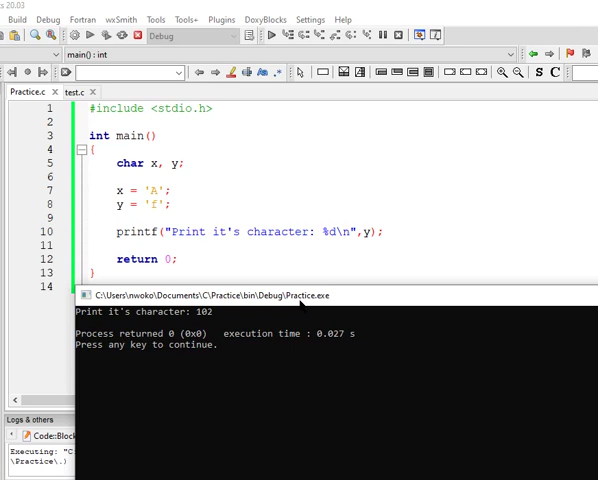 s 20.03
Build Debug Fortran wxSmith Tools Tools+ Plugins DoxyBlocks Settings Help
Debug
main() : int
Aa .*
S C
Practice.c X test.c X
1 #include <stdio.h>
2
3 int main()
4 {
5 char x, y;
6
7 x = 'A';
8 y = 'f';
9
10 printf("Print it's character: %d\n",y);
11
12 return 0;
13 }
14
C:\Users\nwoko\Documents\C\Practice\bin\Debug\Practice.exe
Print it's character: 102
Process returned 0 (0x0) execution time : 0.027 s
Press any key to continue.
Logs & others
Code::Block
Executing: "C:
\Practice\.)